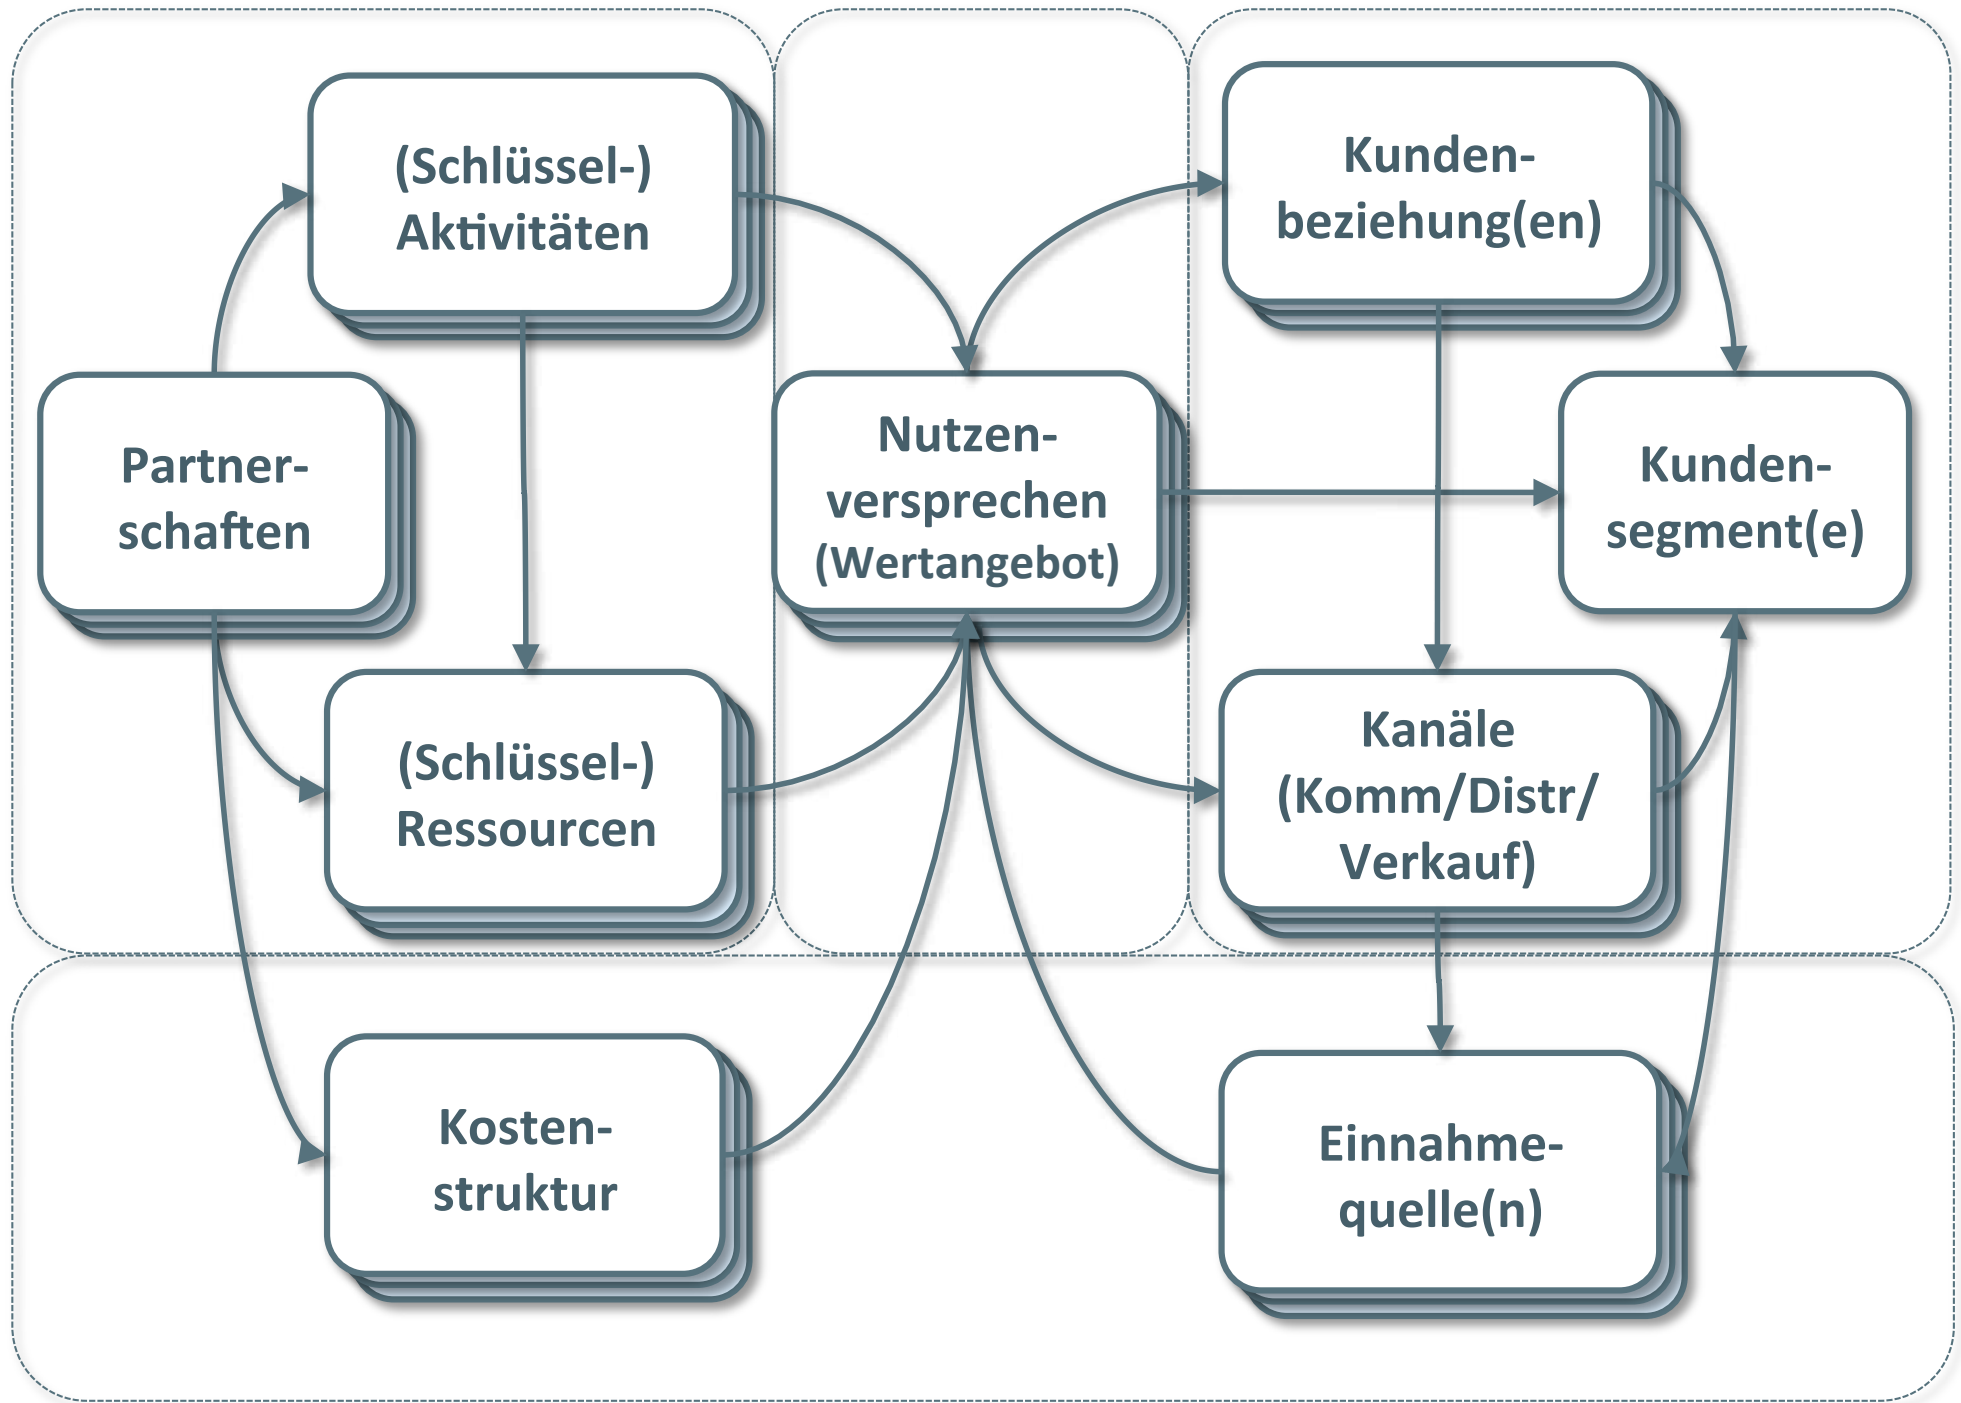 (Schlüssel-)
Aktivitäten
Kunden-
beziehung(en)
Partner-
schaften
Nutzen-
versprechen
(Wertangebot)
Kunden-
segment(e)
(Schlüssel-)
Ressourcen
Kanäle
(Komm/Distr/
Verkauf)
Kosten-
struktur
Einnahme-
quelle(n)